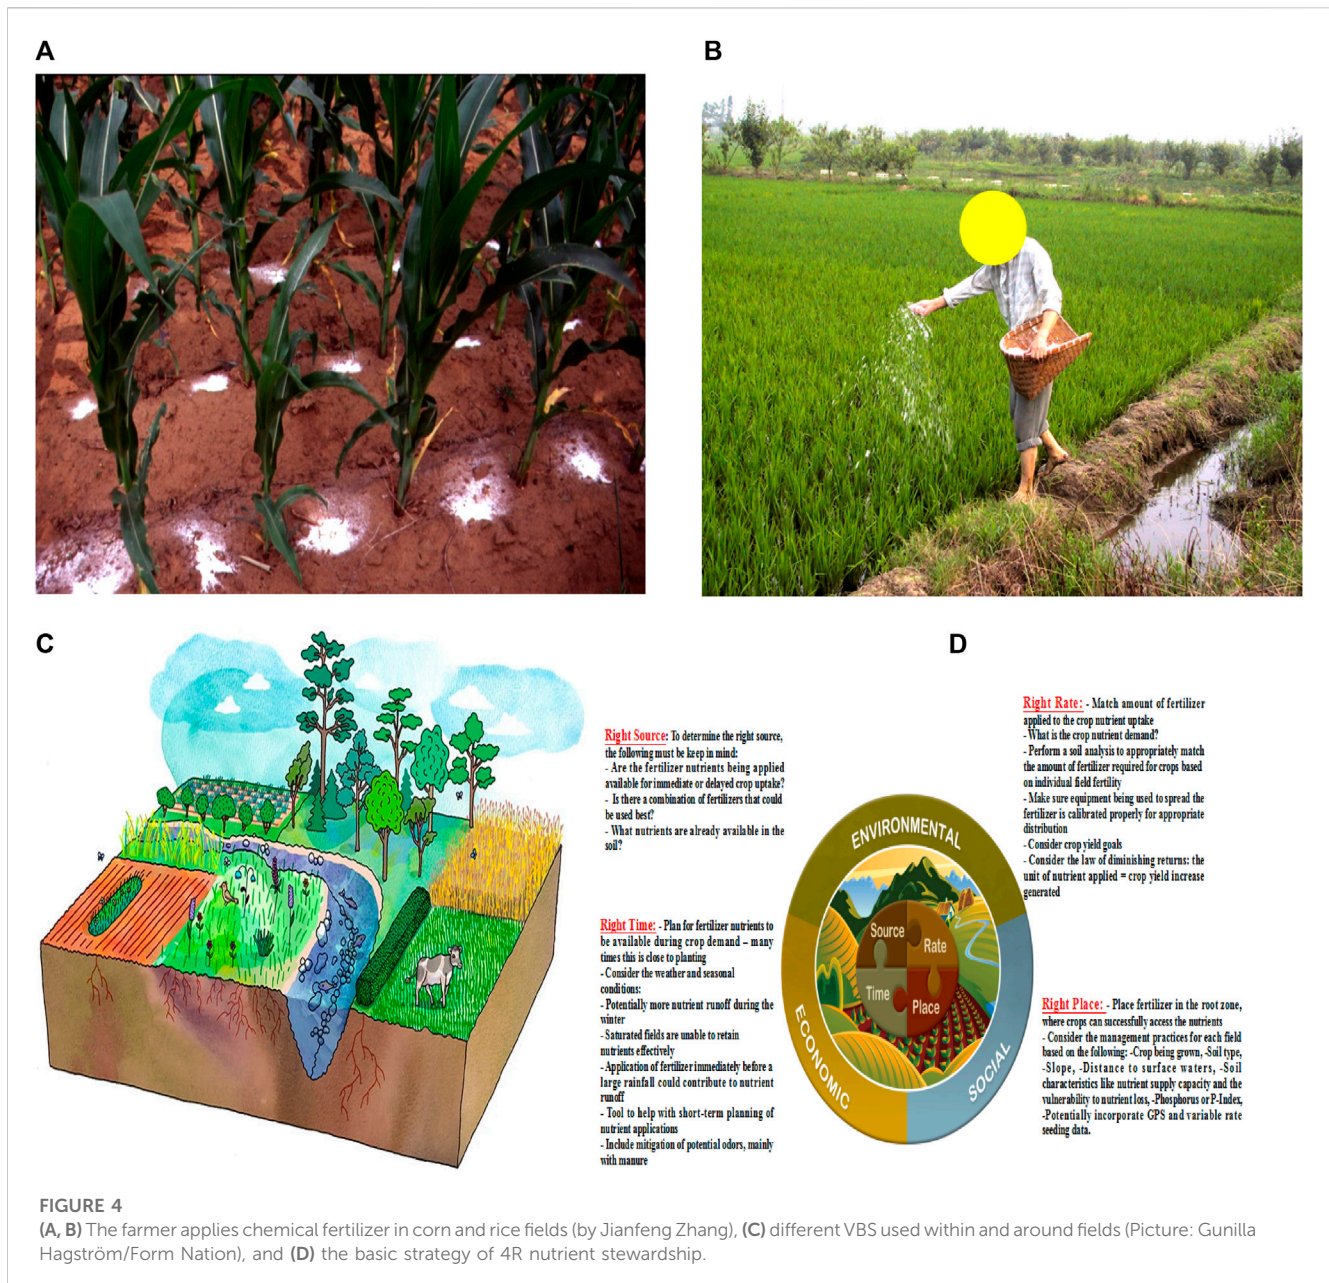 A
B
C
D
Right Source: To determine the right source,
the following must be keep in mind:
- Are the fertilizer nutrients being applied
available for immediate or delayed crop uptake?
- Is there a combination of fertilizers that could
be used best?
- What nutrients are already available in the
soil?
Right Time: - Plan for fertilizer nutrients to
be available during crop demand – many
times this is close to planting
- Consider the weather and seasonal
conditions:
- Potentially more nutrient runoff during the
winter
- Saturated fields are unable to retain
nutrients effectively
- Application of fertilizer immediately before a
large rainfall could contribute to nutrient
runoff
- Tool to help with short-term planning of
nutrient applications
- Include mitigation of potential odors, mainly
with manure
ENVIRONMENTAL
ECONOMIC
SOCIAL
Source
Rate
Time
Place
Right Rate: - Match amount of fertilizer
applied to the crop nutrient uptake
- What is the crop nutrient demand?
- Perform a soil analysis to appropriately match
the amount of fertilizer required for crops based
on individual field fertility
- Make sure equipment being used to spread the
fertilizer is calibrated properly for appropriate
distribution
- Consider crop yield goals
- Consider the law of diminishing returns: the
unit of nutrient applied = crop yield increase
generated
Right Place: - Place fertilizer in the root zone,
where crops can successfully access the nutrients
- Consider the management practices for each field
based on the following: -Crop being grown, -Soil type,
-Slope, -Distance to surface waters, -Soil
characteristics like nutrient supply capacity and the
vulnerability to nutrient loss, -Phosphorus or P-Index,
-Potentially incorporate GPS and variable rate
seeding data.
FIGURE 4
(A, B) The farmer applies chemical fertilizer in corn and rice fields (by Jianfeng Zhang), (C) different VBS used within and around fields (Picture: Gunilla
Hagström/Form Nation), and (D) the basic strategy of 4R nutrient stewardship.